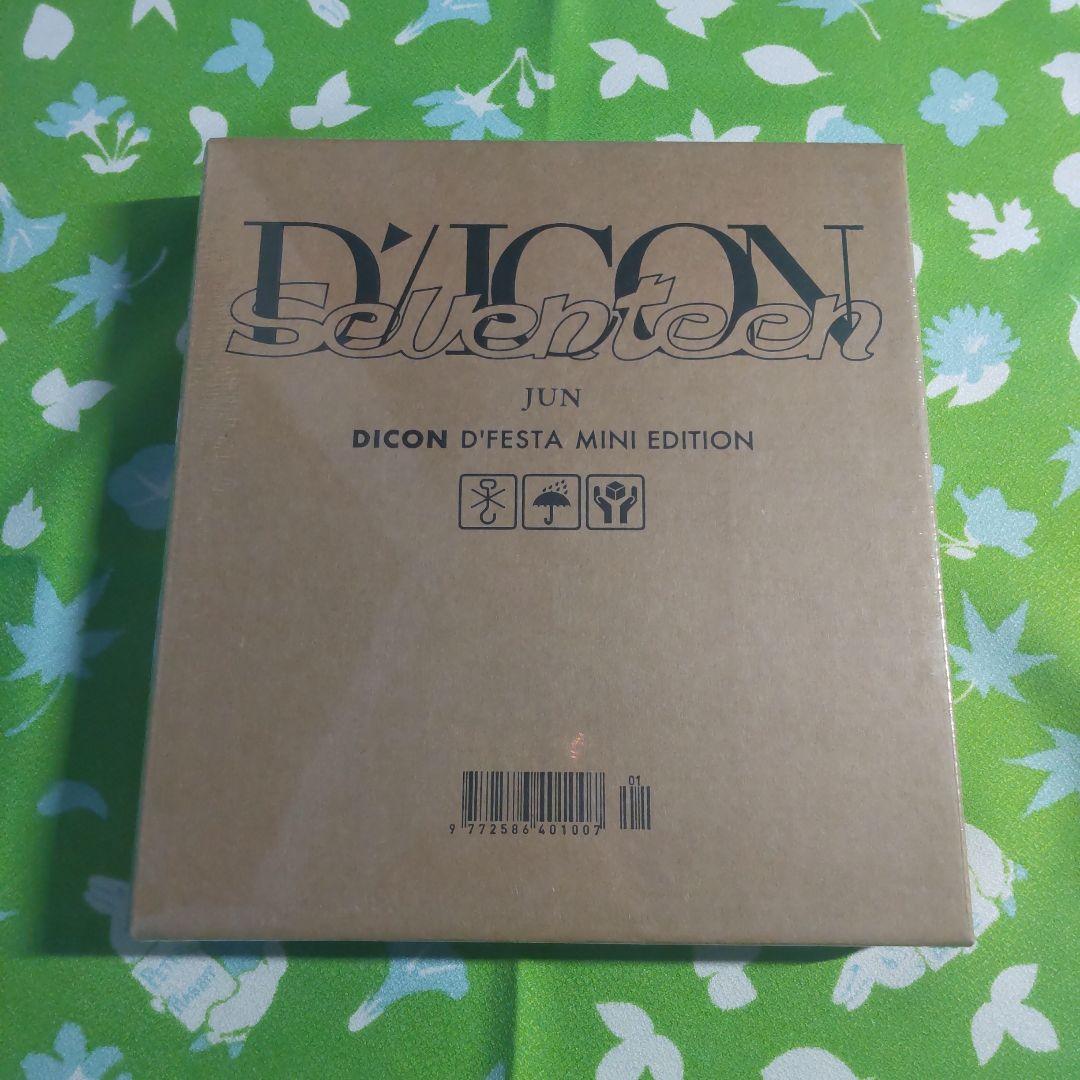 D'/ICON
Seventeen
JUN
DICON D'FESTA MINI EDITION
01
9 772586 401007